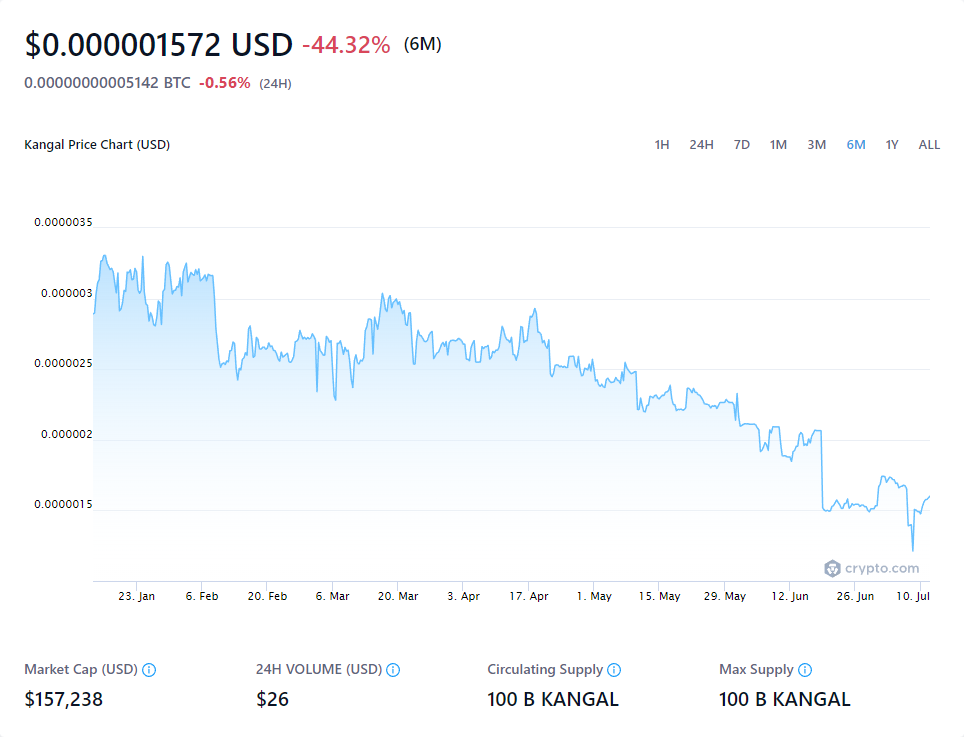 $0.000001572 USD -44.32% (6M)
0.00000000005142 BTC -0.56% (24H)
Kangal Price Chart (USD) 1H 24H 7D 1M 3M 6M 1Y ALL
0.0000035
0.000003
0.0000025
0.000002
0.0000015
crypto.com
23. Jan 6. Feb 20. Feb 6. Mar 20. Mar 3. Apr 17. Apr 1. May 15. May 29. May 12. Jun 26. Jun 10. Jul
Market Cap (USD) 24H VOLUME (USD) Circulating Supply Max Supply
$157,238 $26 100 B KANGAL 100 B KANGAL